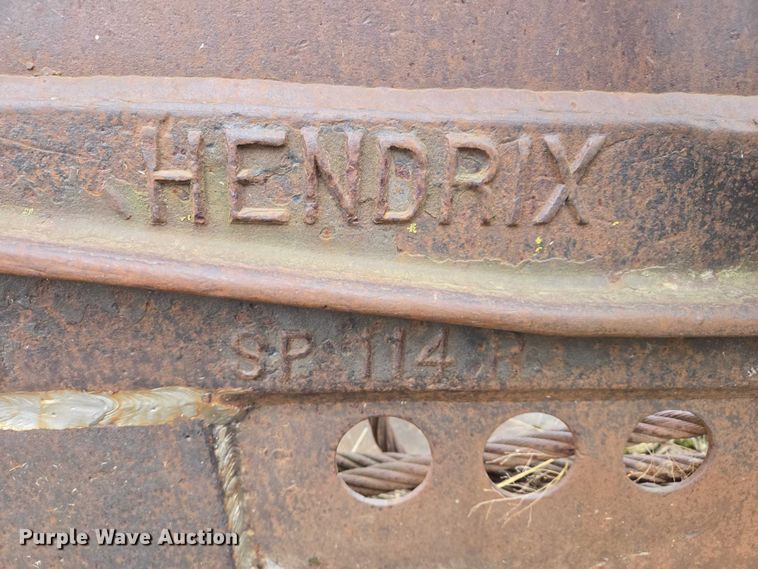 HENDRIX
SP 114 R
Purple Wave Auction